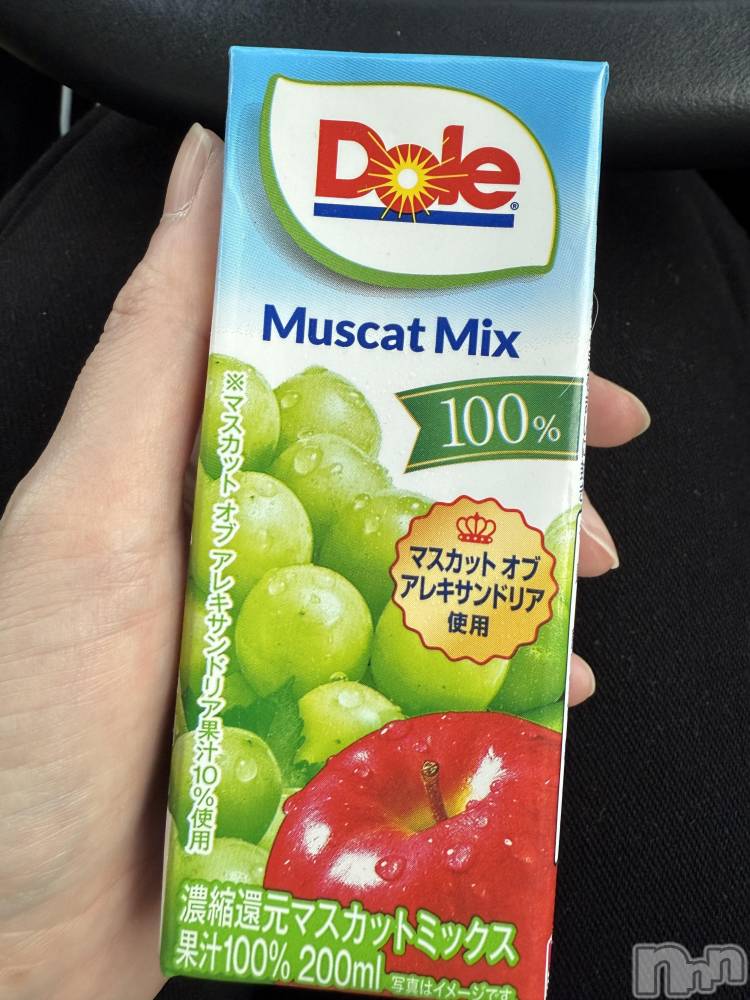 Dole®
Muscat Mix
100%
※マスカット オブ アレキサンドリア果汁10%使用
マスカット オブ
アレキサンドリア
使用
濃縮還元マスカットミックス
果汁100% 200ml 写真はイメージです
nnn